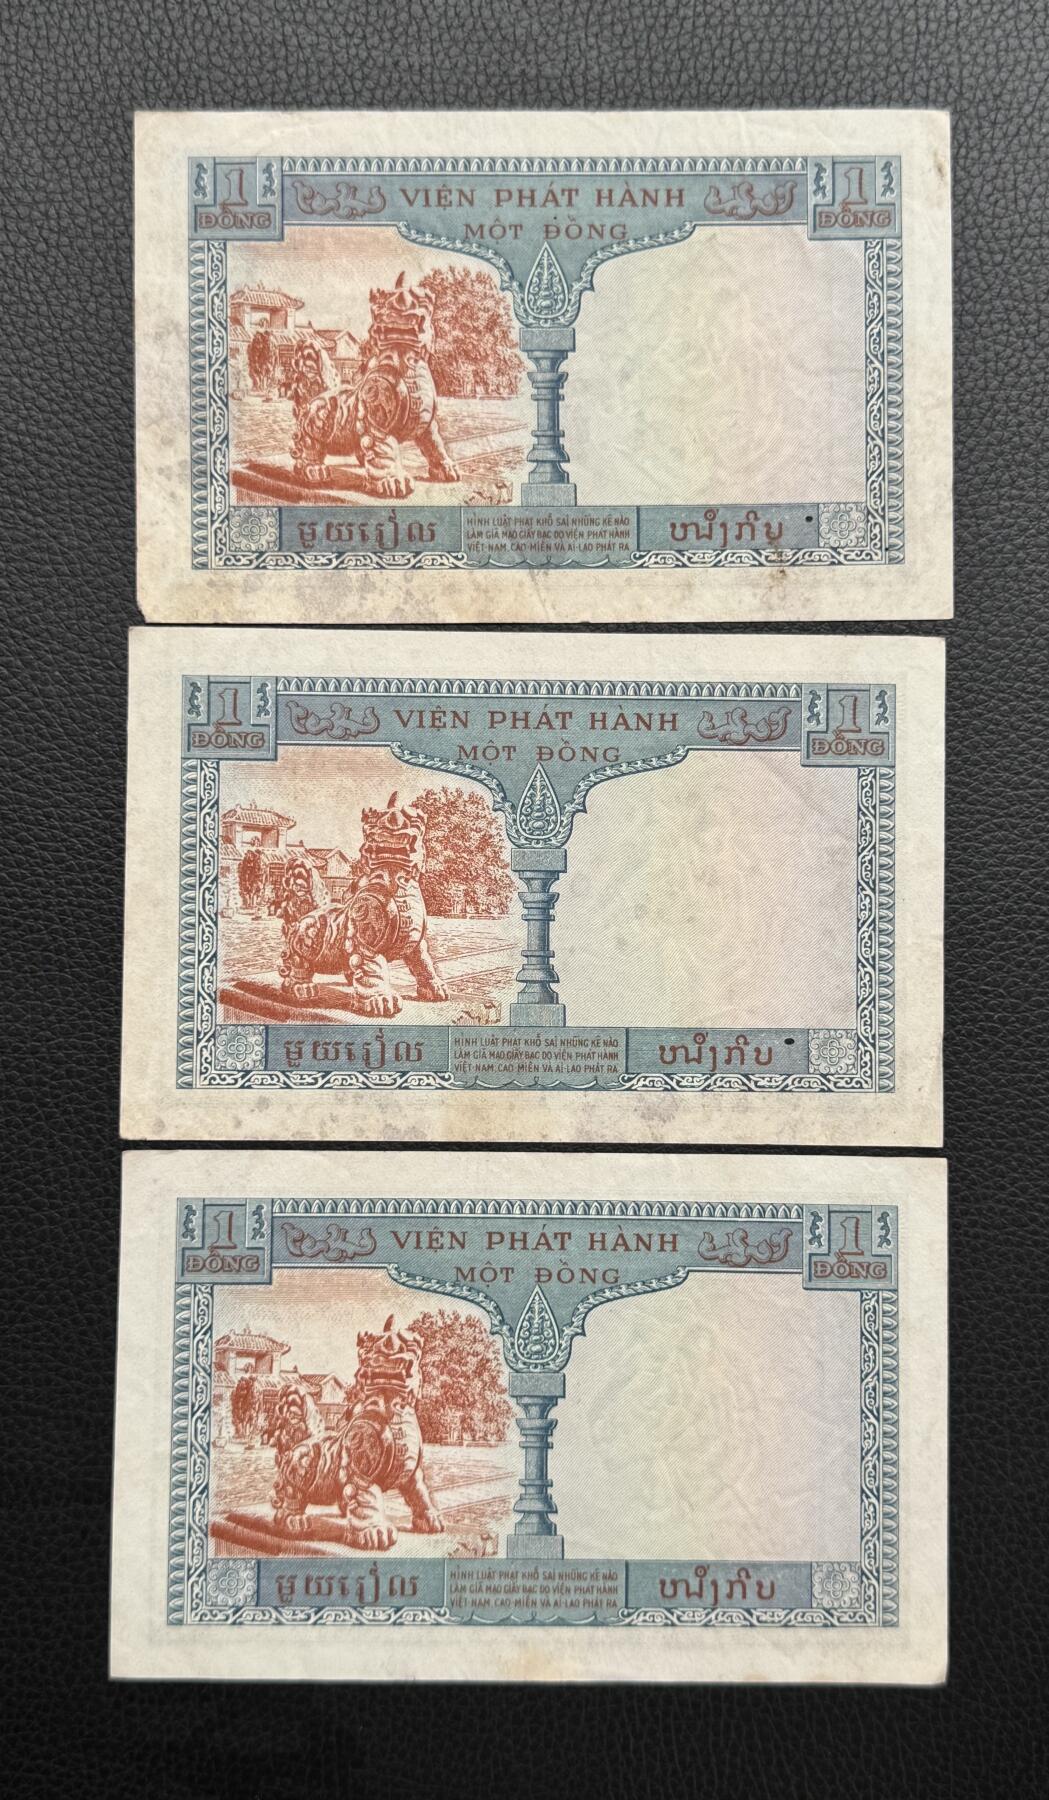 1 VIỆN PHÁT HÀNH 1
ĐỒNG MỘT ĐỒNG ĐỒNG
មួយរៀល
HÌNH LUẬT PHẠT KHỔ SAI NHỮNG KẺ NÀO
LÀM GIẢ MẠO GIẤY BẠC DO VIỆN PHÁT HÀNH
VIỆT-NAM, CAO-MIÊN VÀ AI-LAO PHÁT RA
ໜຶ່ງກີບ
1 VIỆN PHÁT HÀNH 1
ĐỒNG MỘT ĐỒNG ĐỒNG
មួយរៀល
HÌNH LUẬT PHẠT KHỔ SAI NHỮNG KẺ NÀO
LÀM GIẢ MẠO GIẤY BẠC DO VIỆN PHÁT HÀNH
VIỆT-NAM, CAO-MIÊN VÀ AI-LAO PHÁT RA
ໜຶ່ງກີບ
1 VIỆN PHÁT HÀNH 1
ĐỒNG MỘT ĐỒNG ĐỒNG
មួយរៀល
HÌNH LUẬT PHẠT KHỔ SAI NHỮNG KẺ NÀO
LÀM GIẢ MẠO GIẤY BẠC DO VIỆN PHÁT HÀNH
VIỆT-NAM, CAO-MIÊN VÀ AI-LAO PHÁT RA
ໜຶ່ງກີບ